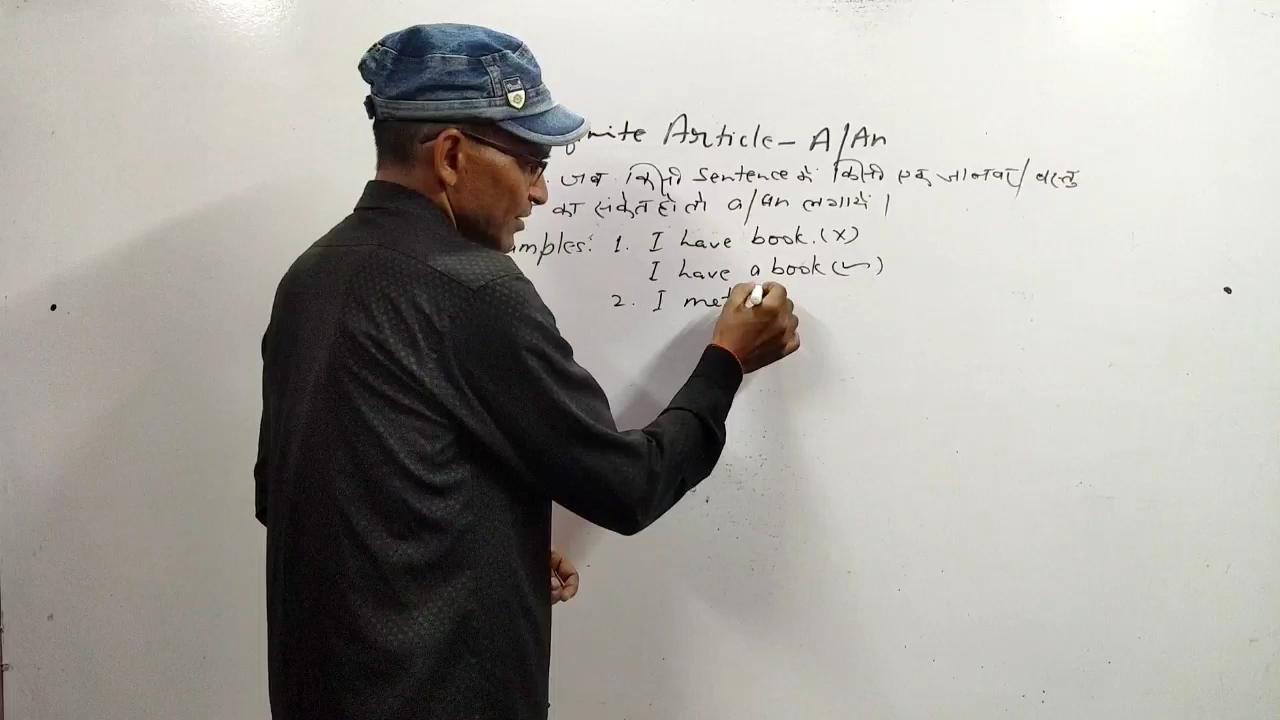 Article - A/An
जब किसी sentence में किसी एक जानवर/वस्तु
का संकेत हो तो a/an लगायें।
mples: 1. I have book. (x)
I have a book (✓)
2. I met